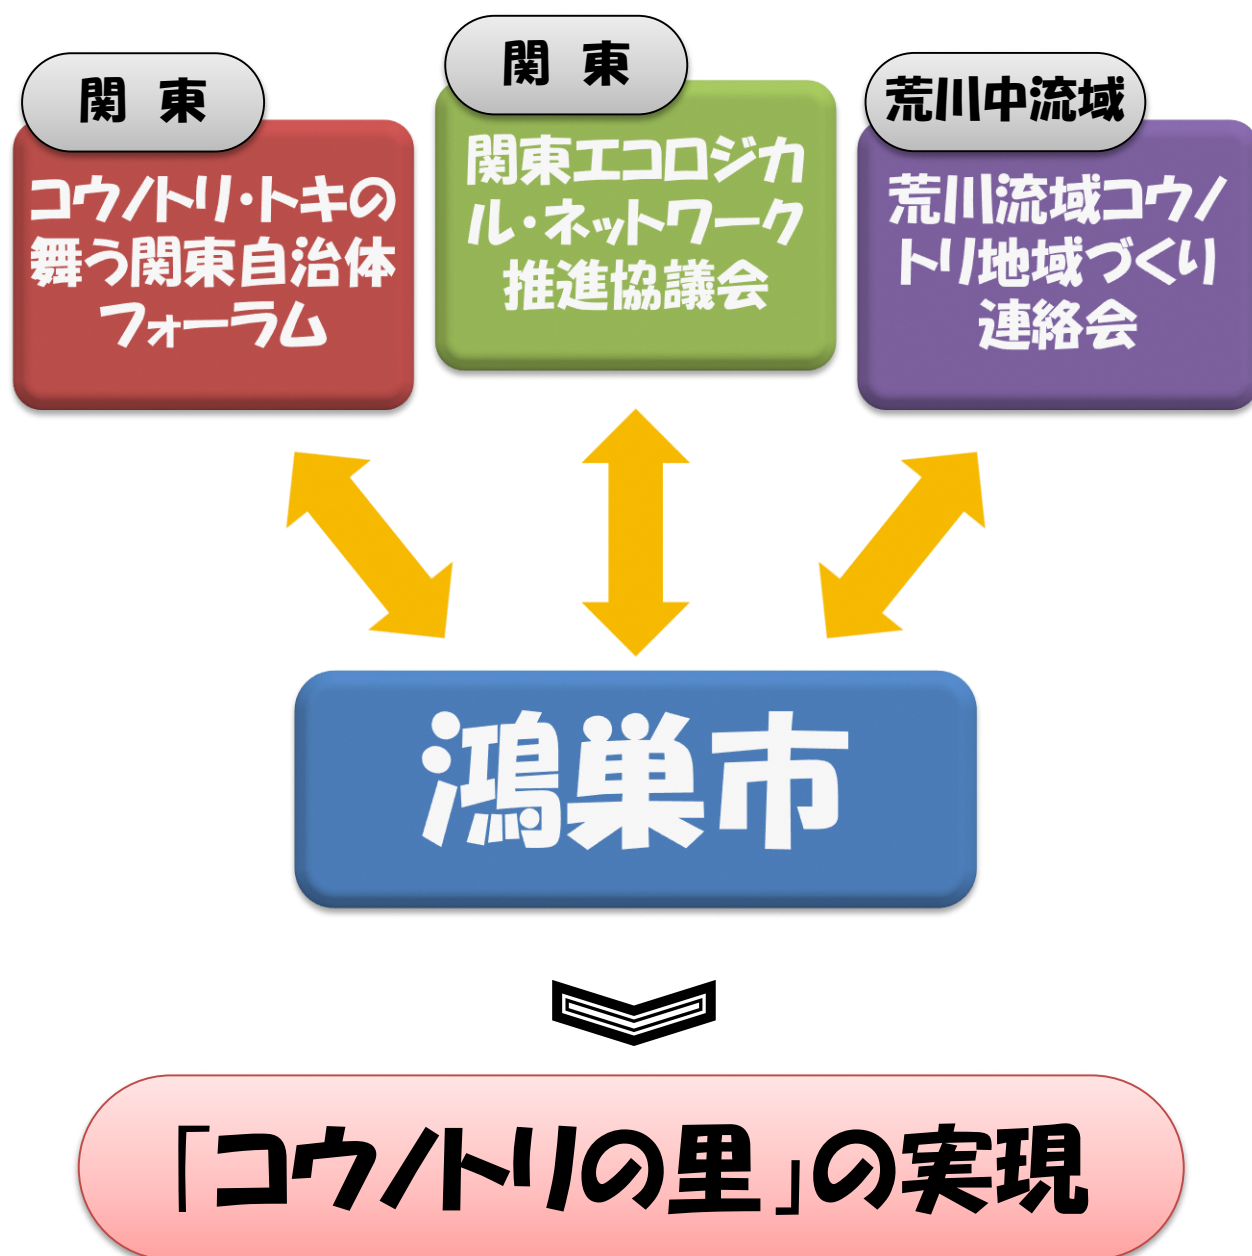 関 東
コウノトリ・トキの
舞う関東自治体
フォーラム
関 東
関東エコロジカ
ル・ネットワーク
推進協議会
荒川中流域
荒川流域コウノ
トリ地域づくり
連絡会
鴻巣市
「コウノトリの里」の実現